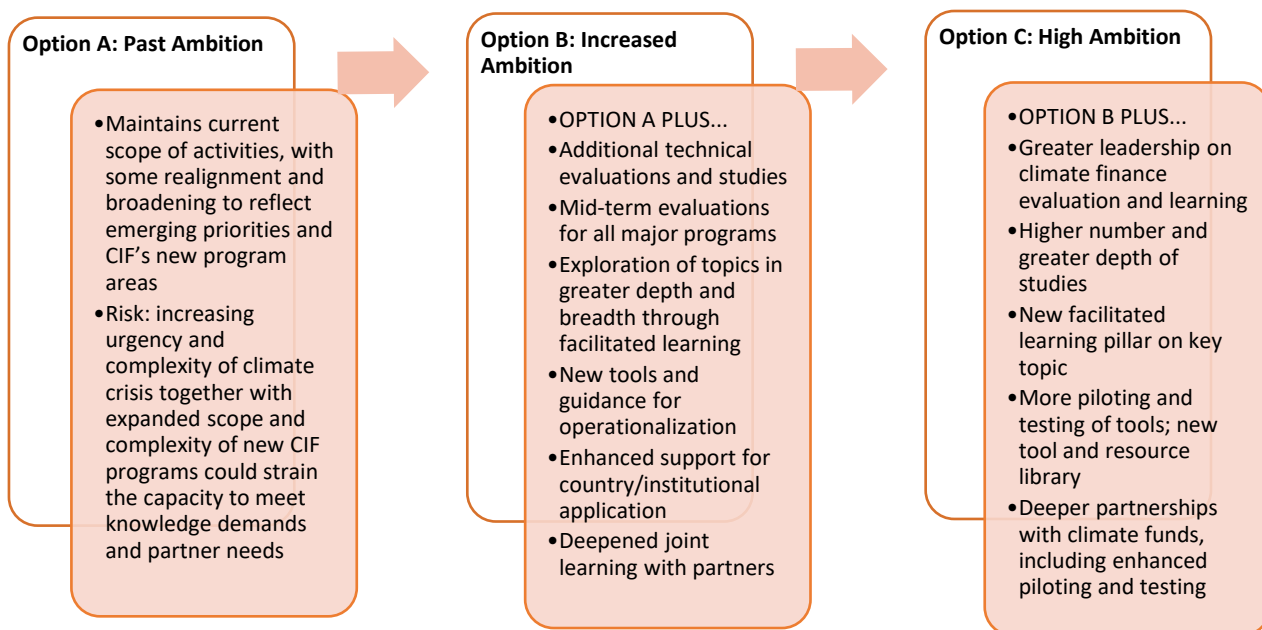 Option A: Past Ambition
•Maintains current
scope of activities, with
some realignment and
broadening to reflect
emerging priorities and
CIF's new program
areas
•Risk: increasing
urgency and
complexity of climate
crisis together with
expanded scope and
complexity of new CIF
programs could strain
the capacity to meet
knowledge demands
and partner needs
Option B: Increased
Ambition
•OPTION A PLUS...
•Additional technical
evaluations and studies
•Mid-term evaluations
for all major programs
•Exploration of topics in
greater depth and
breadth through
facilitated learning
•New tools and
guidance for
operationalization
•Enhanced support for
country/institutional
application
•Deepened joint
learning with partners
Option C: High Ambition
•OPTION B PLUS...
•Greater leadership on
climate finance
evaluation and learning
•Higher number and
greater depth of
studies
•New facilitated
learning pillar on key
topic
•More piloting and
testing of tools; new
tool and resource
library
•Deeper partnerships
with climate funds,
including enhanced
piloting and testing